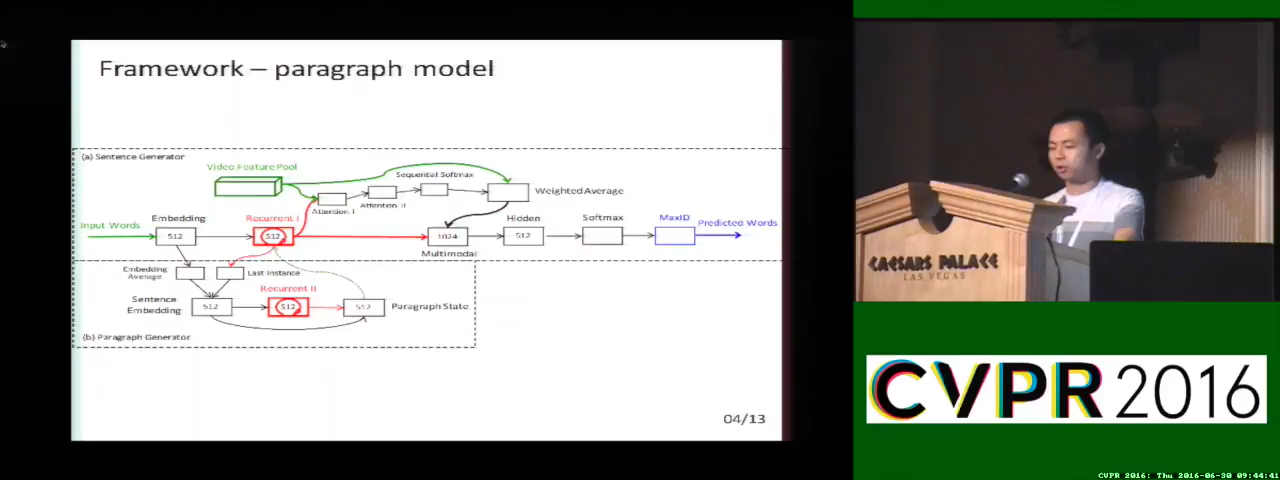 Framework – paragraph model
(a) Sentence Generator
Video Feature Pool
Sequential Softmax
Attention I
Attention II
Weighted Average
Input Words
Embedding
512
Recurrent I
512
1024
Multimodal
Hidden
512
Softmax
MaxID
Predicted Words
Embedding
Average
Last Instance
Recurrent II
Sentence
Embedding
512
512
512
Paragraph State
(b) Paragraph Generator
04/13
CAESARS PALACE
LAS VEGAS
CVPR 2016
CVPR 2016: Thu 2016-06-30 09:44:41